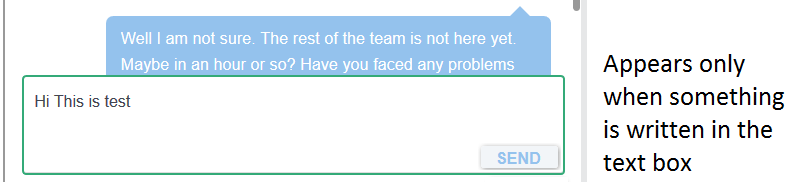 Well I am not sure. The rest of the team is not here yet.
Maybe in an hour or so? Have you faced any problems
Hi This is test
SEND
Appears only
when something
is written in the
text box